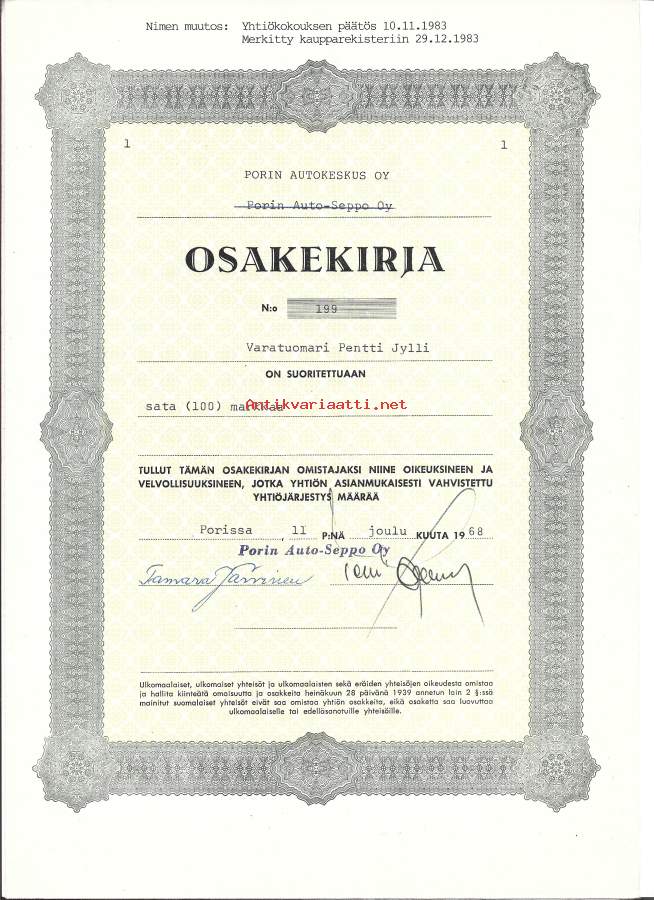 Nimen muutos: Yhtiökokouksen päätös 10.11.1983
Merkitty kaupparekisteriin 29.12.1983
1 1
PORIN AUTOKESKUS OY
Porin Auto-Seppo Oy
OSAKEKIRJA
N:o 199
Varatuomari Pentti Jylli
ON SUORITETTUAAN
sata (100) markkaa
Antikvariaatti.net
TULLUT TÄMÄN OSAKEKIRJAN OMISTAJAKSI NIINE OIKEUKSINEEN JA
VELVOLLISUUKSINEEN, JOTKA YHTIÖN ASIANMUKAISESTI VAHVISTETTU
YHTIÖJÄRJESTYS MÄÄRÄÄ
Porissa, 11 P:NÄ joulu KUUTA 1968
Porin Auto-Seppo Oy
Tamara Järvinen
Ulkomaalaiset, ulkomaiset yhteisöt ja ulkomaalaisten sekä eräiden yhteisöjen oikeudesta omistaa
ja hallita kiinteätä omaisuutta ja osakkeita heinäkuun 28 päivänä 1939 annetun lain 2 §:ssä
mainitut suomalaiset yhteisöt eivät saa omistaa yhtiön osakkeita, eikä osaketta saa luovuttaa
ulkomaalaiselle tai edelläsanotuille yhteisöille.